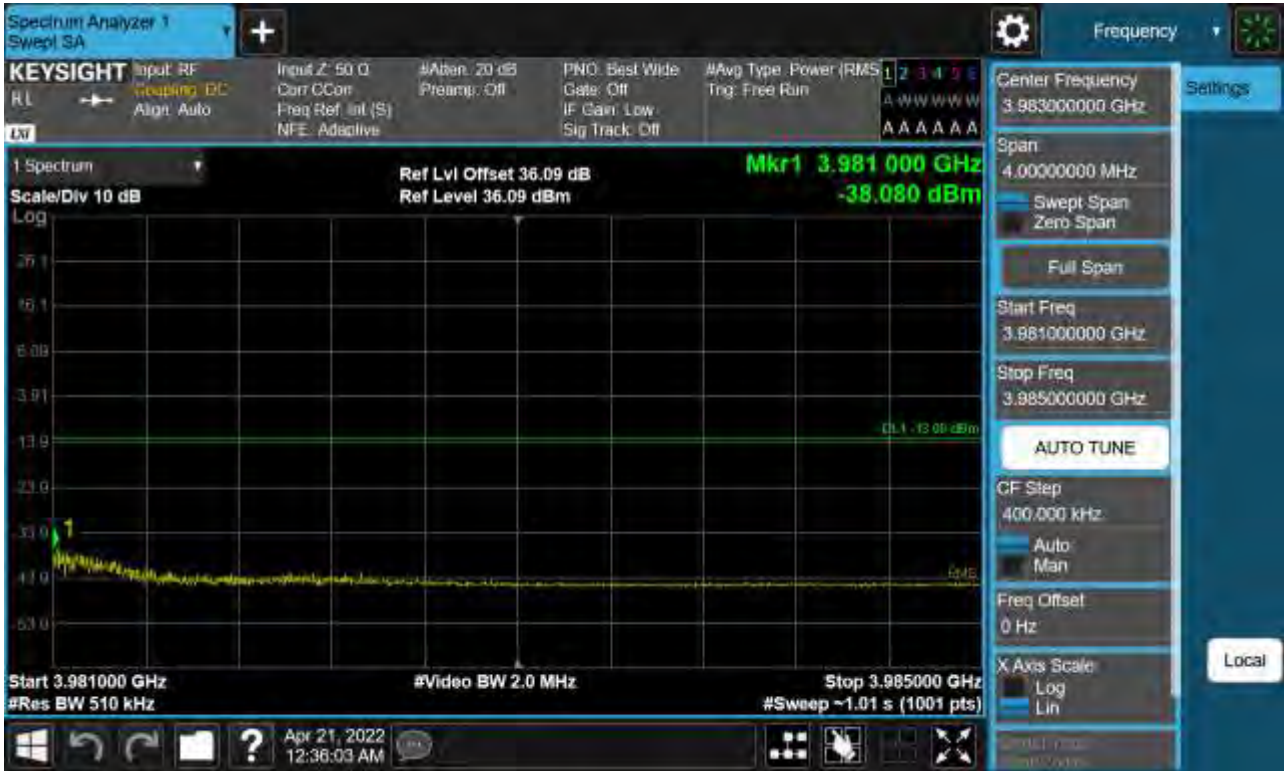 Spectrum Analyzer 1
Swept SA
Frequency
KEYSIGHT
RL
LXI
Input: RF
Coupling: DC
Align: Auto
Input Z: 50 Ω
Corr CCorr
Freq Ref: Int (S)
NFE: Adaptive
#Atten: 20 dB
Preamp: Off
PNO: Best Wide
Gate: Off
IF Gain: Low
Sig Track: Off
#Avg Type: Power (RMS
Trig: Free Run
1 2 3 4 5 6
A W W W W W
A A A A A A
1 Spectrum
Scale/Div 10 dB
Log
Ref Lvl Offset 36.09 dB
Ref Level 36.09 dBm
Mkr1 3.981 000 GHz
-38.080 dBm
26.1
16.1
6.09
-3.91
-13.9
-23.9
-33.9
-43.9
-53.9
DL1 -13.00 dBm
1
RMS
Start 3.981000 GHz
#Res BW 510 kHz
#Video BW 2.0 MHz
Stop 3.985000 GHz
#Sweep ~1.01 s (1001 pts)
Center Frequency
3.983000000 GHz
Span
4.00000000 MHz
Swept Span
Zero Span
Full Span
Start Freq
3.981000000 GHz
Stop Freq
3.985000000 GHz
AUTO TUNE
CF Step
400.000 kHz
Auto
Man
Freq Offset
0 Hz
X Axis Scale
Log
Lin
Settings
Local
?
Apr 21, 2022
12:36:03 AM